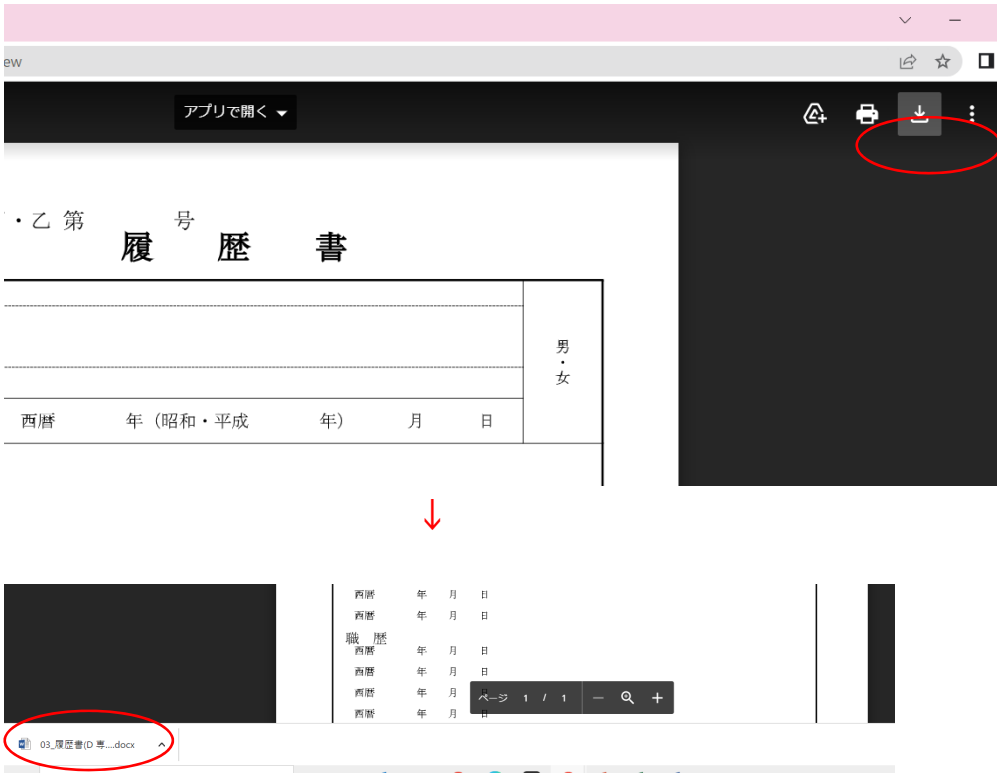 ew
アプリで開く
・乙 第 号
履 歴 書
男・女
西暦 年（昭和・平成 年） 月 日
↓
西暦 年 月 日
西暦 年 月 日
職 歴
西暦 年 月 日
西暦 年 月 日
西暦 年 月
西暦 年 月 日
ページ 1 / 1
03_履歴書(D 専....docx